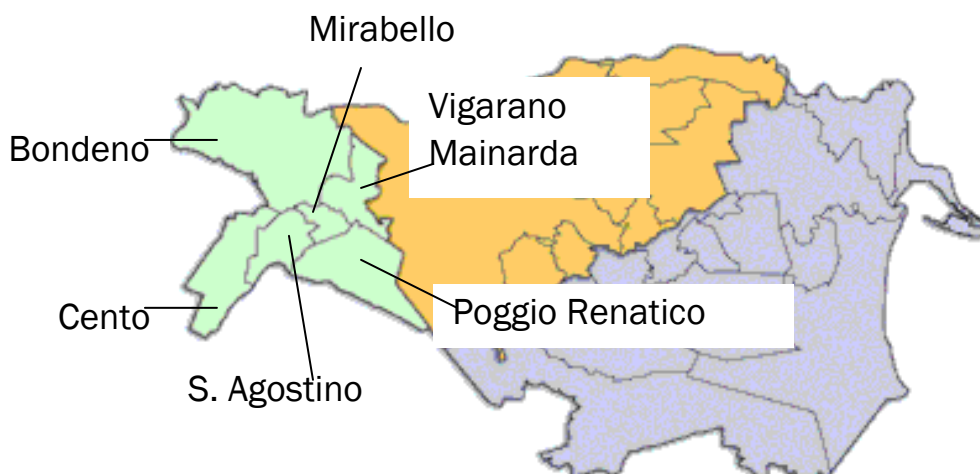 Mirabello
Vigarano
Mainarda
Bondeno
Poggio Renatico
Cento
S. Agostino